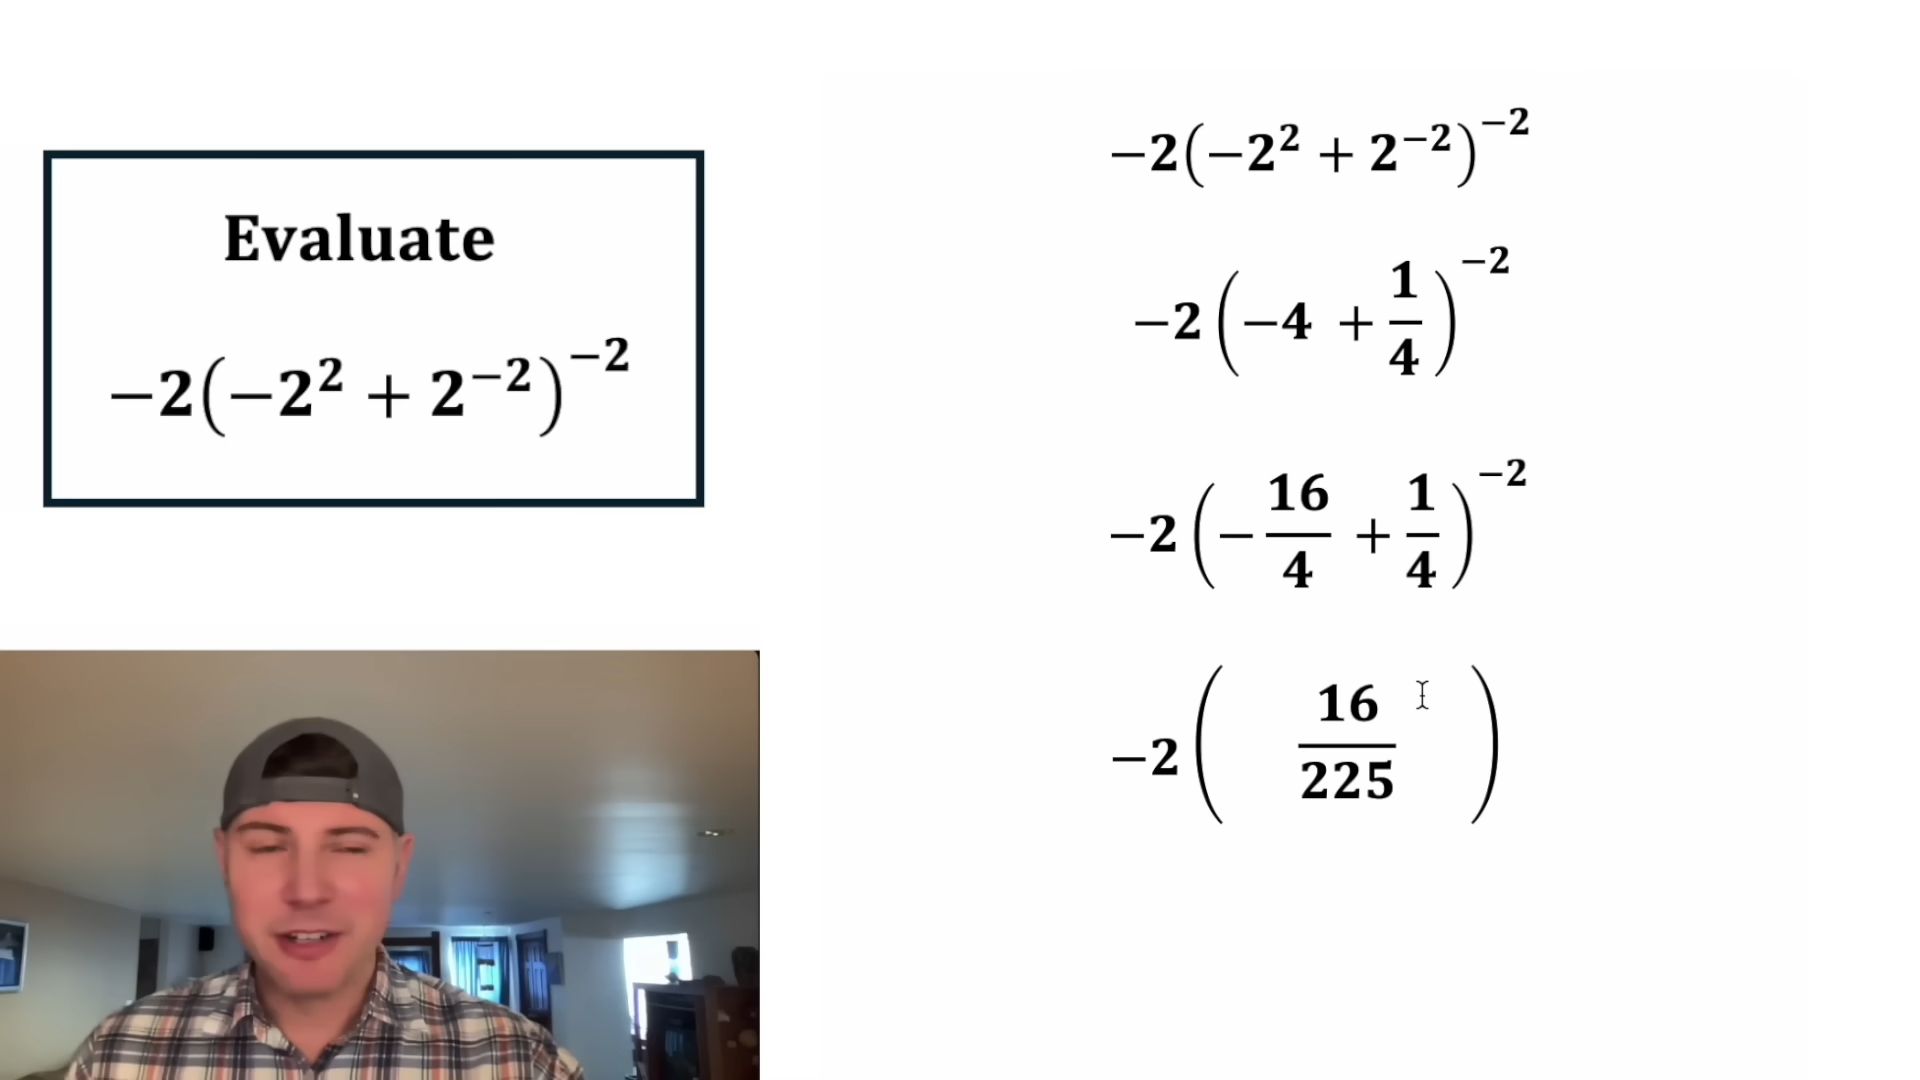 Evaluate
−2(−2² + 2⁻²)⁻²
−2(−2² + 2⁻²)⁻²
−2(−4 + 1/4)⁻²
−2(−16/4 + 1/4)⁻²
−2(16/225)